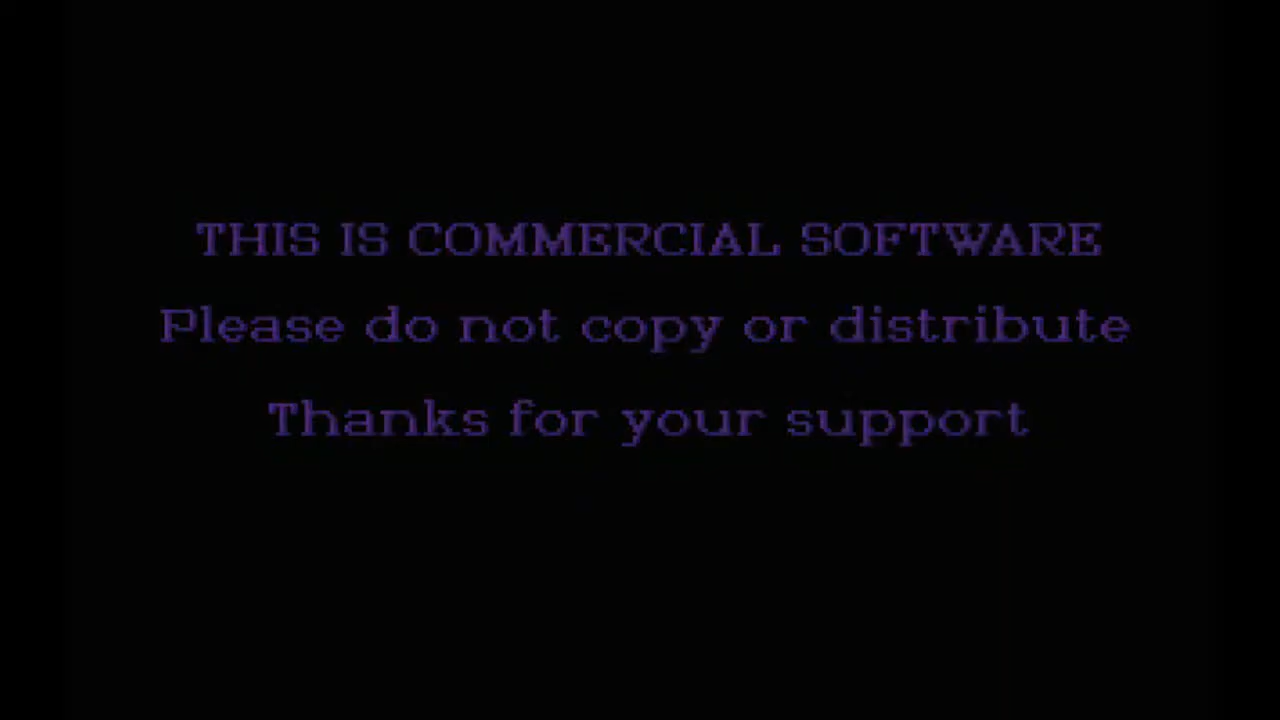 THIS IS COMMERCIAL SOFTWARE
Please do not copy or distribute
Thanks for your support